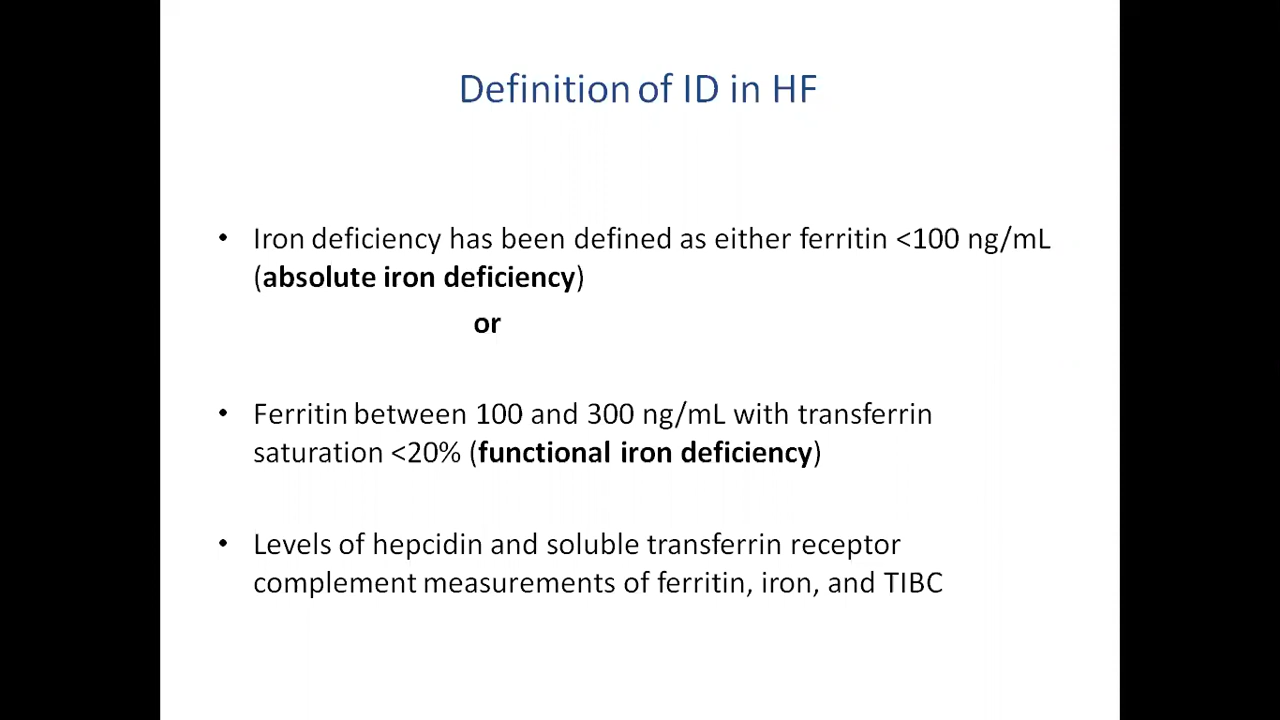 Definition of ID in HF
• Iron deficiency has been defined as either ferritin <100 ng/mL
(absolute iron deficiency)
or
• Ferritin between 100 and 300 ng/mL with transferrin
saturation <20% (functional iron deficiency)
• Levels of hepcidin and soluble transferrin receptor
complement measurements of ferritin, iron, and TIBC